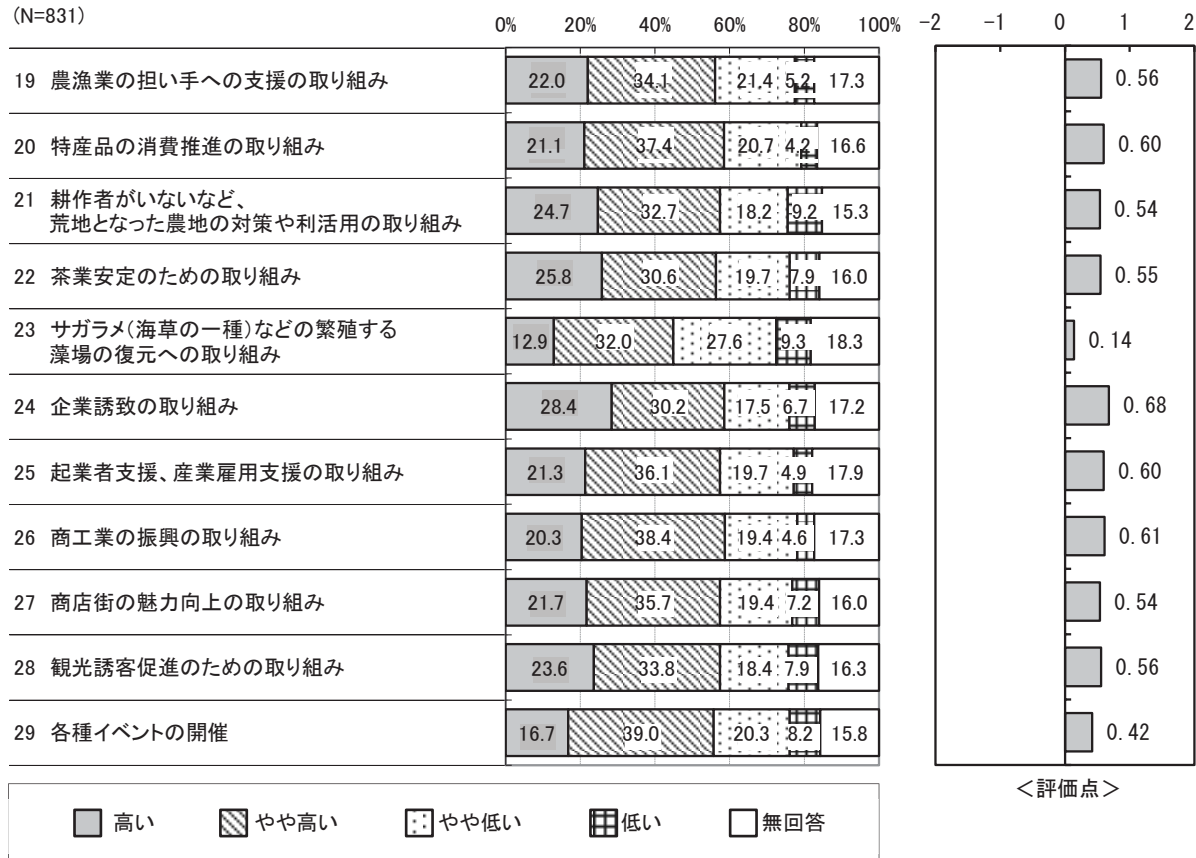 (N=831)
0% 20% 40% 60% 80% 100% −2 −1 0 1 2
19 農漁業の担い手への支援の取り組み 22.0 34.1 21.4 5.2 17.3 0.56
20 特産品の消費推進の取り組み 21.1 37.4 20.7 4.2 16.6 0.60
21 耕作者がいないなど、
荒地となった農地の対策や利活用の取り組み 24.7 32.7 18.2 9.2 15.3 0.54
22 茶業安定のための取り組み 25.8 30.6 19.7 7.9 16.0 0.55
23 サガラメ(海草の一種)などの繁殖する
藻場の復元への取り組み 12.9 32.0 27.6 9.3 18.3 0.14
24 企業誘致の取り組み 28.4 30.2 17.5 6.7 17.2 0.68
25 起業者支援、産業雇用支援の取り組み 21.3 36.1 19.7 4.9 17.9 0.60
26 商工業の振興の取り組み 20.3 38.4 19.4 4.6 17.3 0.61
27 商店街の魅力向上の取り組み 21.7 35.7 19.4 7.2 16.0 0.54
28 観光誘客促進のための取り組み 23.6 33.8 18.4 7.9 16.3 0.56
29 各種イベントの開催 16.7 39.0 20.3 8.2 15.8 0.42
<評価点>
高い やや高い やや低い 低い 無回答